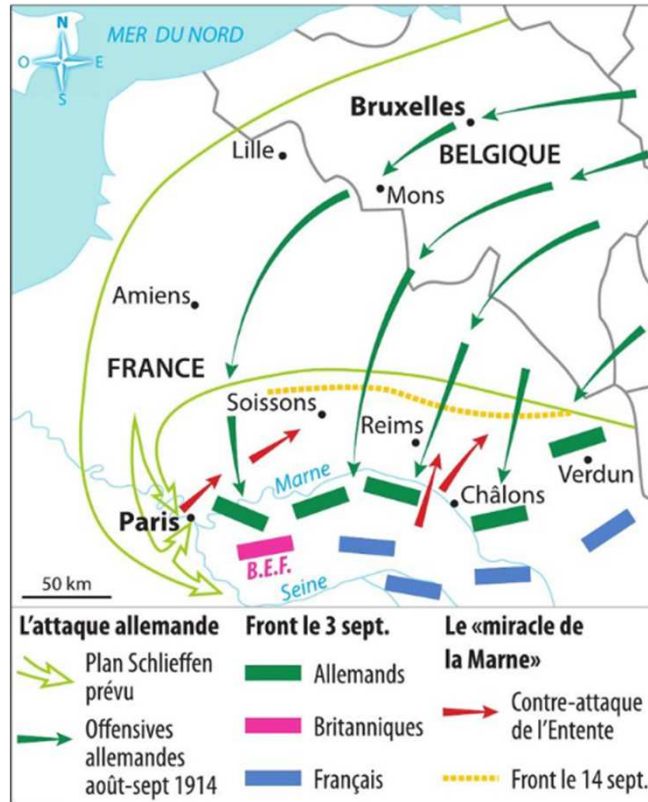 N
O
E
S
MER DU NORD
Bruxelles
BELGIQUE
Lille
Mons
Amiens
FRANCE
Soissons
Reims
Verdun
Marne
Châlons
Paris
B.E.F.
Seine
50 km
L'attaque allemande
Plan Schlieffen
prévu
Offensives
allemandes
août-sept 1914
Front le 3 sept.
Allemands
Britanniques
Français
Le «miracle de
la Marne»
Contre-attaque
de l'Entente
Front le 14 sept.